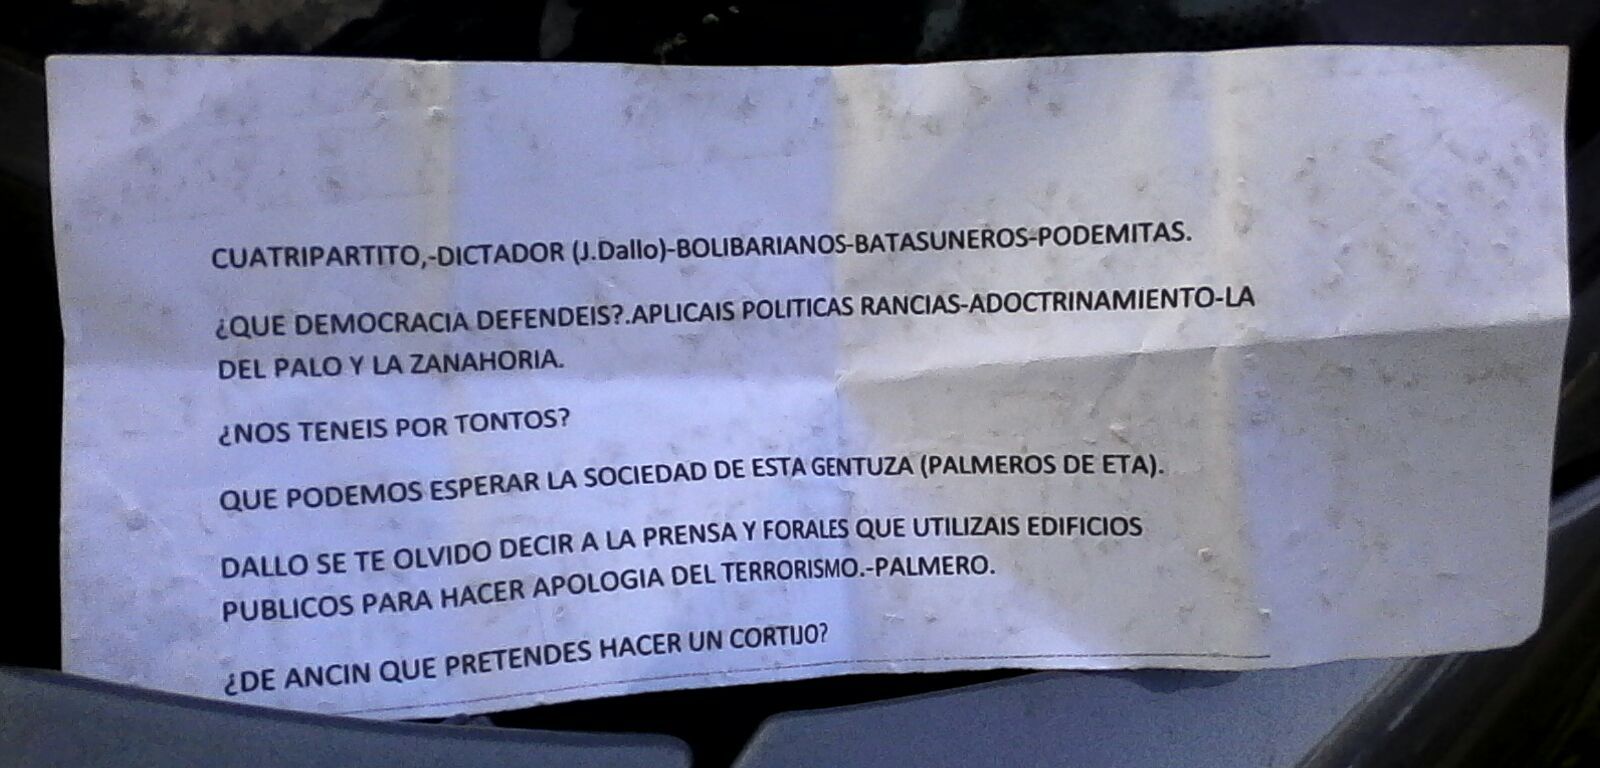 CUATRIPARTITO,-DICTADOR (J.Dallo)-BOLIBARIANOS-BATASUNEROS-PODEMITAS.
¿QUE DEMOCRACIA DEFENDEIS?.APLICAIS POLITICAS RANCIAS-ADOCTRINAMIENTO-LA
DEL PALO Y LA ZANAHORIA.
¿NOS TENEIS POR TONTOS?
QUE PODEMOS ESPERAR LA SOCIEDAD DE ESTA GENTUZA (PALMEROS DE ETA).
DALLO SE TE OLVIDO DECIR A LA PRENSA Y FORALES QUE UTILIZAIS EDIFICIOS
PUBLICOS PARA HACER APOLOGIA DEL TERRORISMO.-PALMERO.
¿DE ANCIN QUE PRETENDES HACER UN CORTIJO?